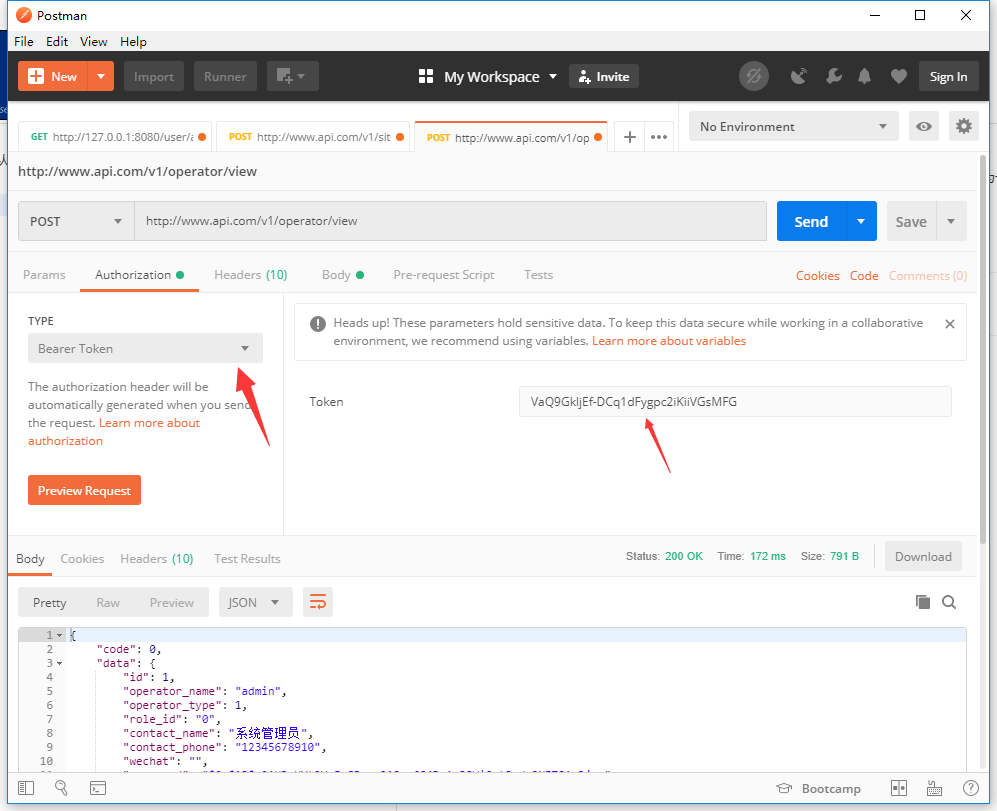 Postman
File Edit View Help
New Import Runner My Workspace Invite Sign In
GET http://127.0.0.1:8080/user/a POST http://www.api.com/v1/sit POST http://www.api.com/v1/op No Environment
http://www.api.com/v1/operator/view
POST http://www.api.com/v1/operator/view Send Save
Params Authorization Headers (10) Body Pre-request Script Tests Cookies Code Comments (0)
TYPE
Bearer Token
The authorization header will be
automatically generated when you send
the request. Learn more about
authorization
Preview Request
Heads up! These parameters hold sensitive data. To keep this data secure while working in a collaborative
environment, we recommend using variables. Learn more about variables
Token VaQ9GkIjEf-DCq1dFygpc2iKiiVGsMFG
Body Cookies Headers (10) Test Results Status: 200 OK Time: 172 ms Size: 791 B Download
Pretty Raw Preview JSON
1 {
2 "code": 0,
3 "data": {
4 "id": 1,
5 "operator_name": "admin",
6 "operator_type": 1,
7 "role_id": "0",
8 "contact_name": "系统管理员",
9 "contact_phone": "12345678910",
10 "wechat": "",
Bootcamp